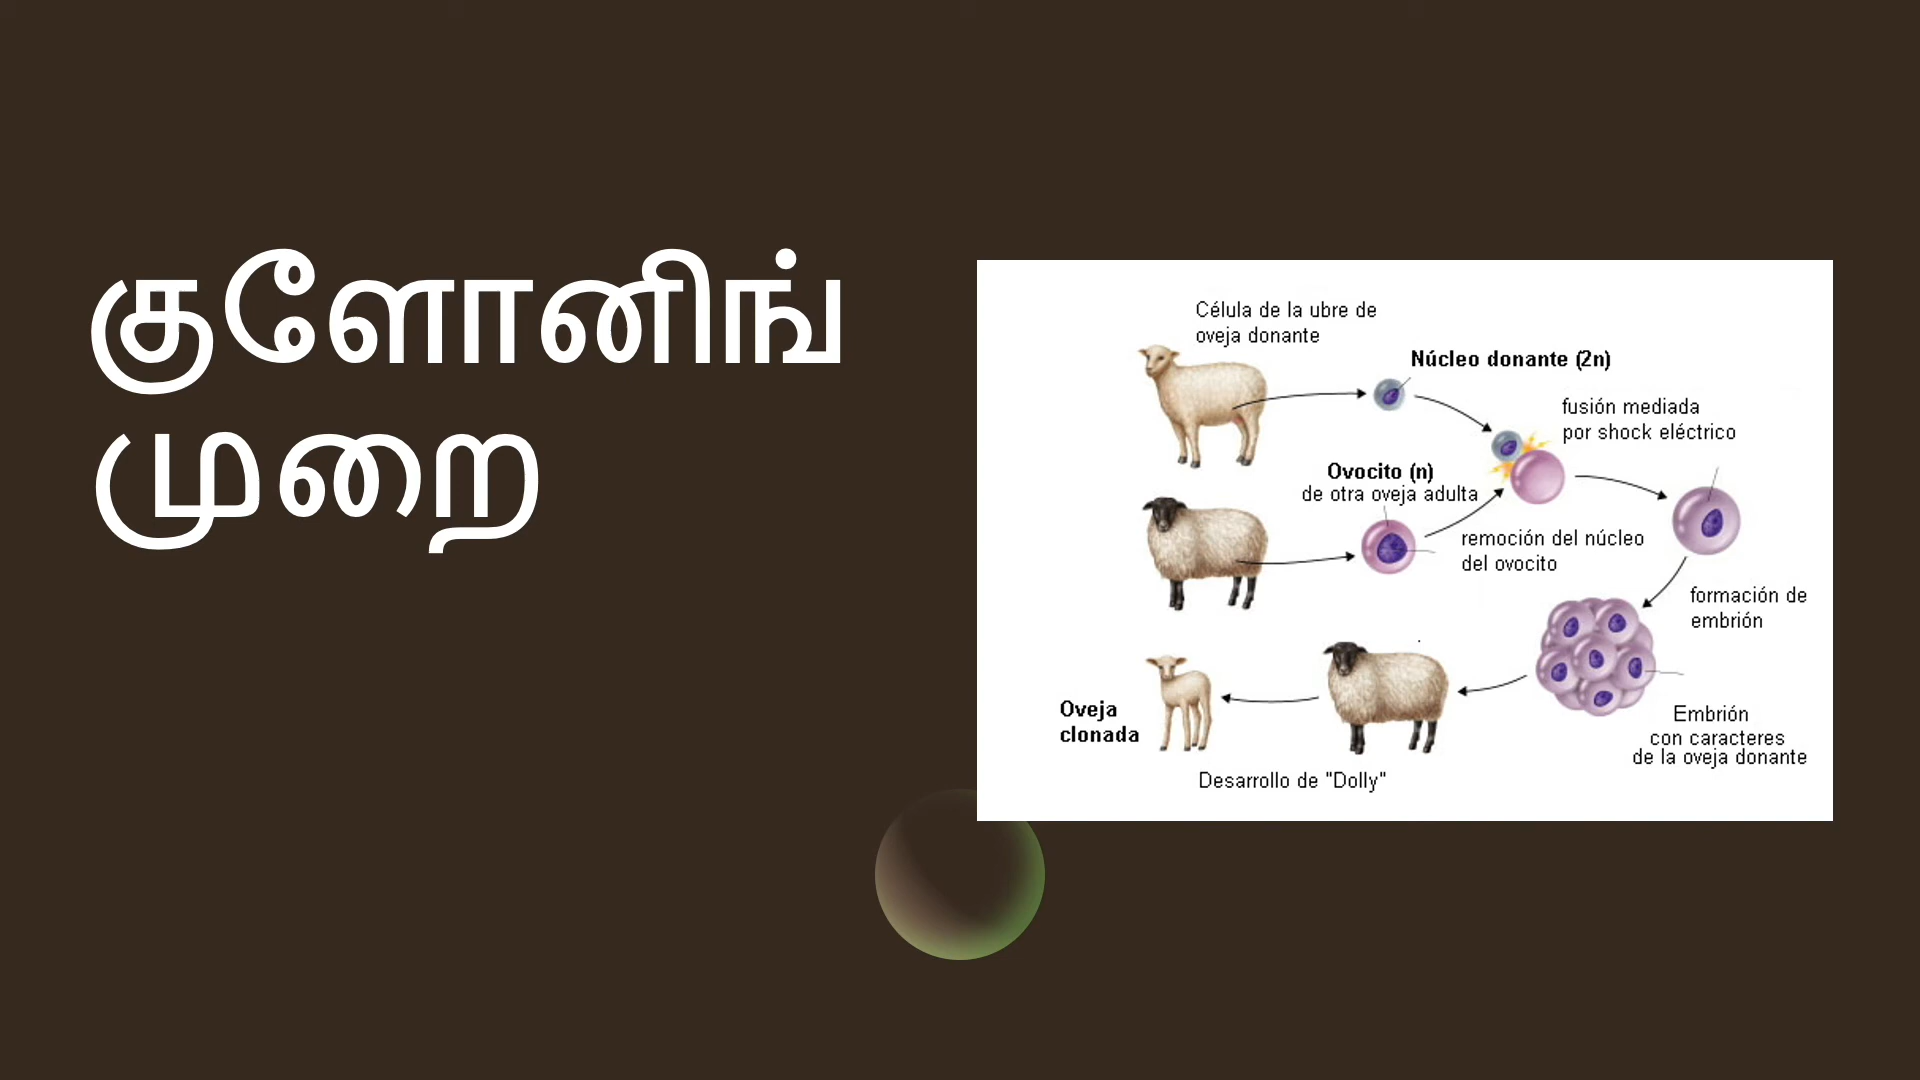 குளோனிங்
முறை
Célula de la ubre de
oveja donante
Núcleo donante (2n)
fusión mediada
por shock eléctrico
Ovocito (n)
de otra oveja adulta
remoción del núcleo
del ovocito
formación de
embrión
Embrión
con caracteres
de la oveja donante
Oveja
clonada
Desarrollo de "Dolly"